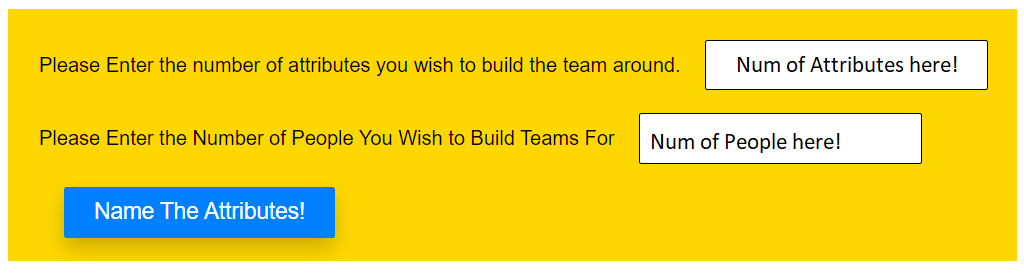 Please Enter the number of attributes you wish to build the team around. Num of Attributes here!
Please Enter the Number of People You Wish to Build Teams For Num of People here!
Name The Attributes!